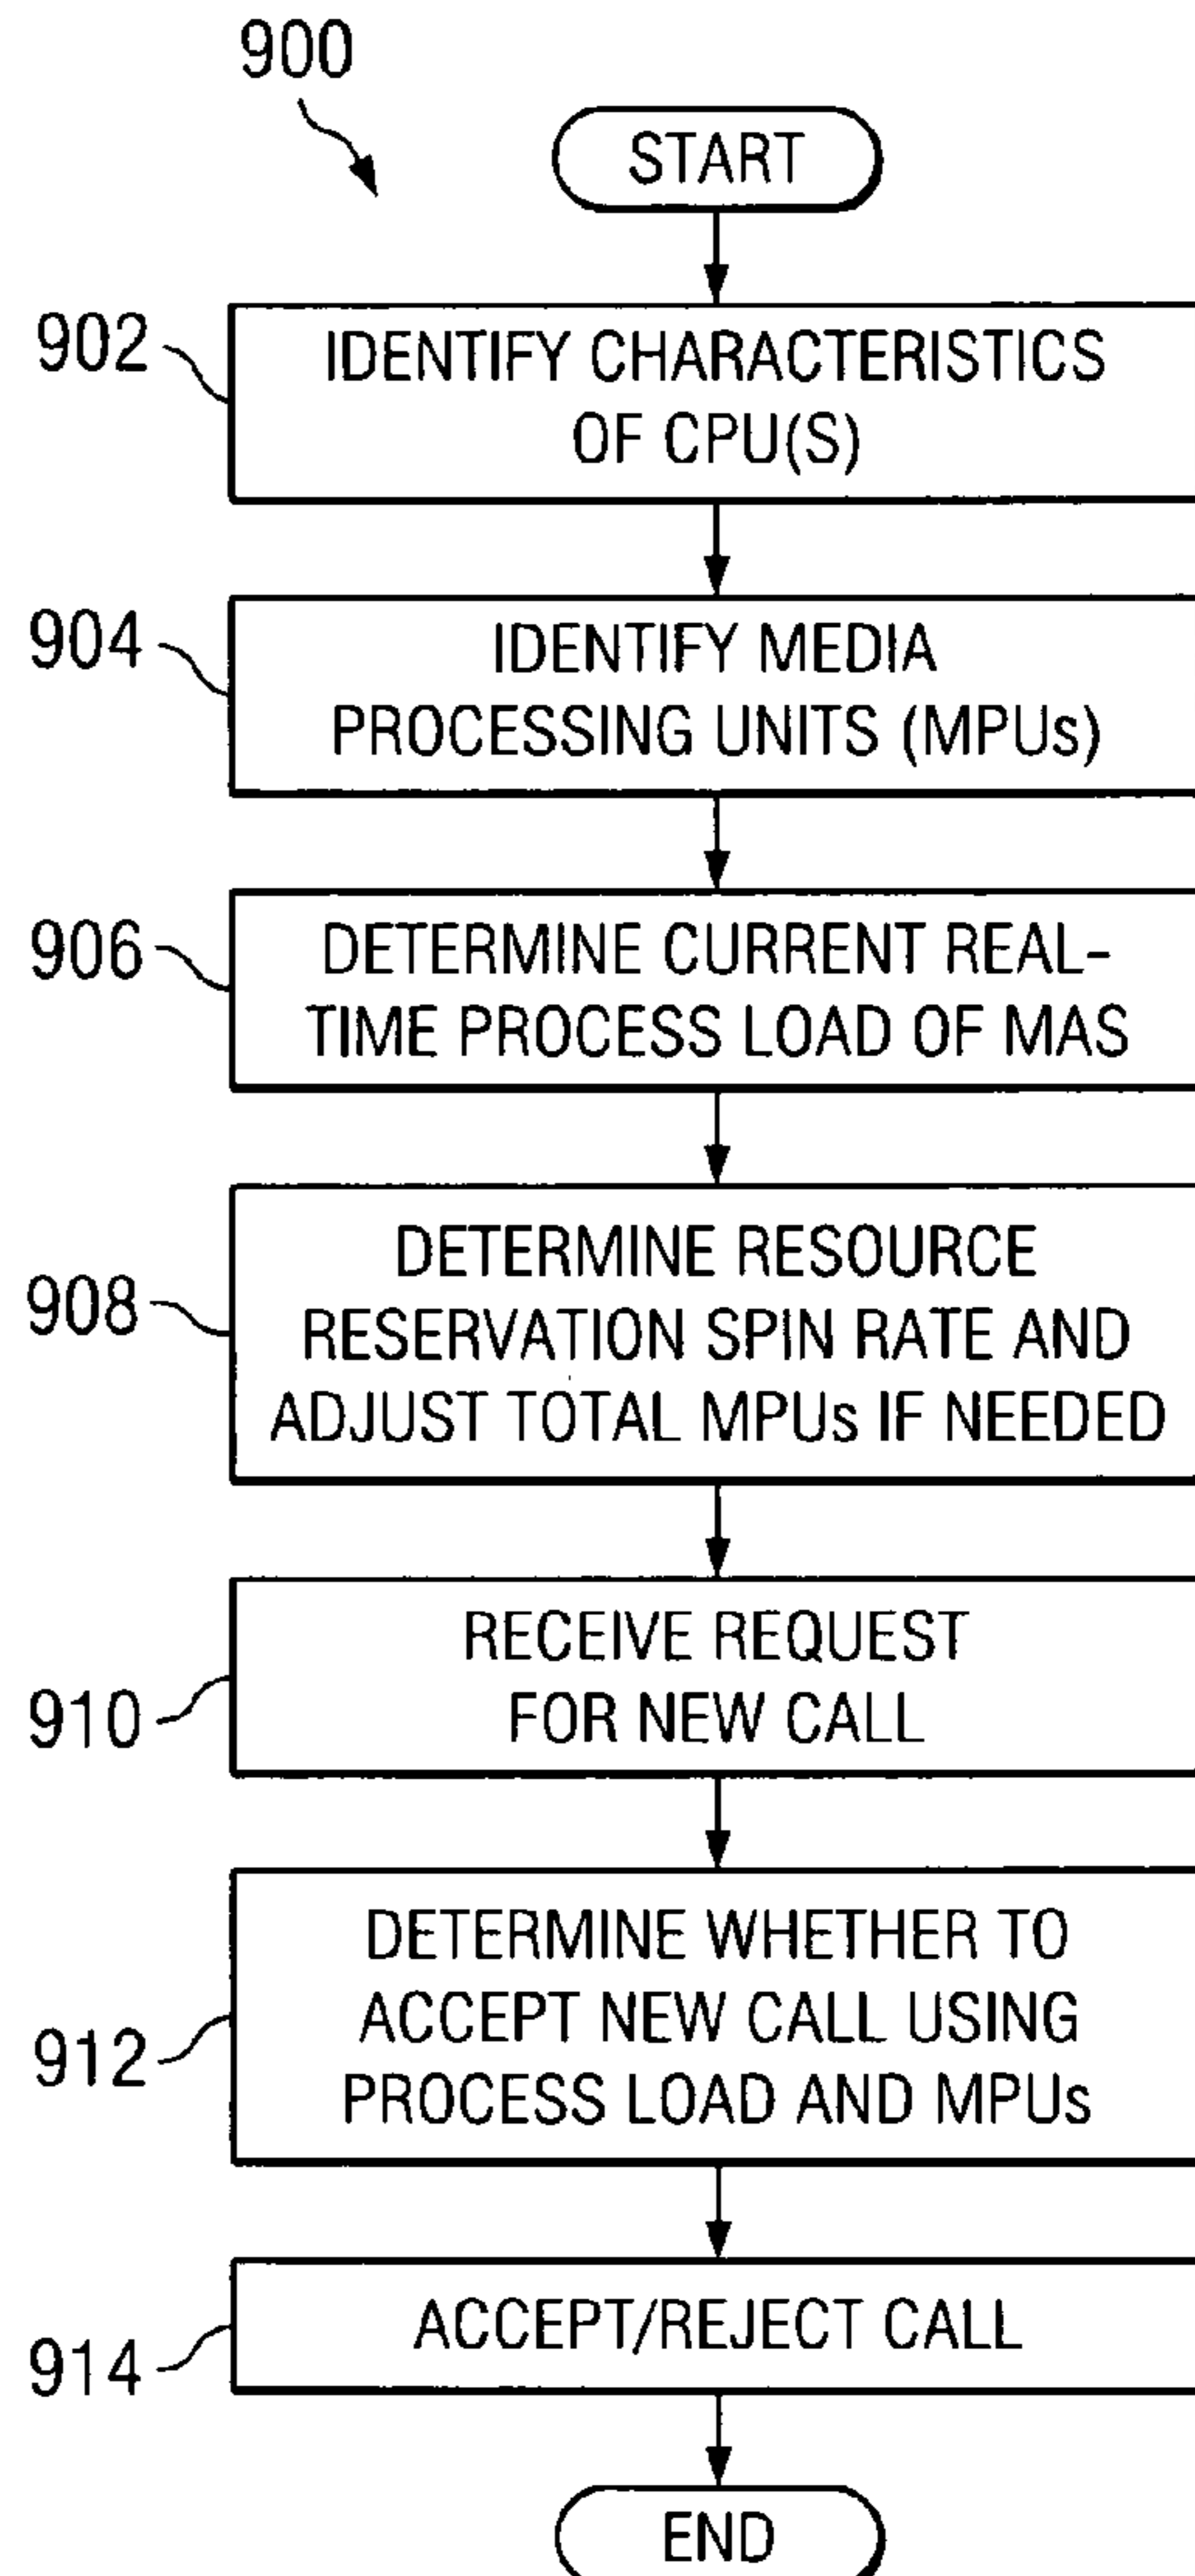 900
START
902
IDENTIFY CHARACTERISTICS
OF CPU(S)
904
IDENTIFY MEDIA
PROCESSING UNITS (MPUs)
906
DETERMINE CURRENT REAL-
TIME PROCESS LOAD OF MAS
908
DETERMINE RESOURCE
RESERVATION SPIN RATE AND
ADJUST TOTAL MPUs IF NEEDED
910
RECEIVE REQUEST
FOR NEW CALL
912
DETERMINE WHETHER TO
ACCEPT NEW CALL USING
PROCESS LOAD AND MPUs
914
ACCEPT/REJECT CALL
END